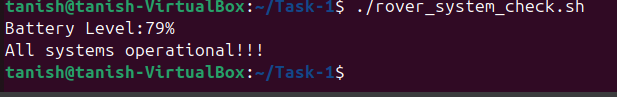 tanish@tanish-VirtualBox:~/Task-1$ ./rover_system_check.sh
Battery Level:79%
All systems operational!!!
tanish@tanish-VirtualBox:~/Task-1$